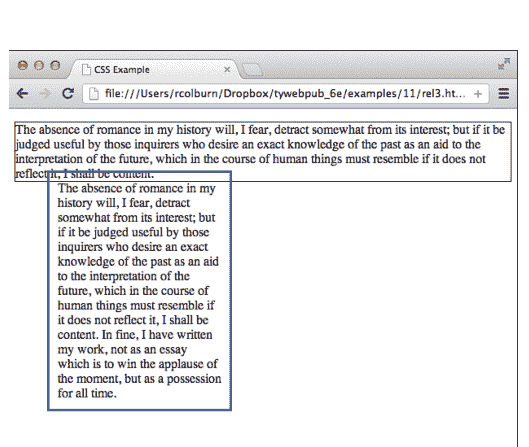 CSS Example
file:///Users/rcolburn/Dropbox/tywebpub_6e/examples/11/rel3.ht...
The absence of romance in my history will, I fear, detract somewhat from its interest; but if it be
judged useful by those inquirers who desire an exact knowledge of the past as an aid to the
interpretation of the future, which in the course of human things must resemble if it does not
reflect it, I shall be content.
The absence of romance in my
history will, I fear, detract
somewhat from its interest; but
if it be judged useful by those
inquirers who desire an exact
knowledge of the past as an aid
to the interpretation of the
future, which in the course of
human things must resemble if
it does not reflect it, I shall be
content. In fine, I have written
my work, not as an essay
which is to win the applause of
the moment, but as a possession
for all time.